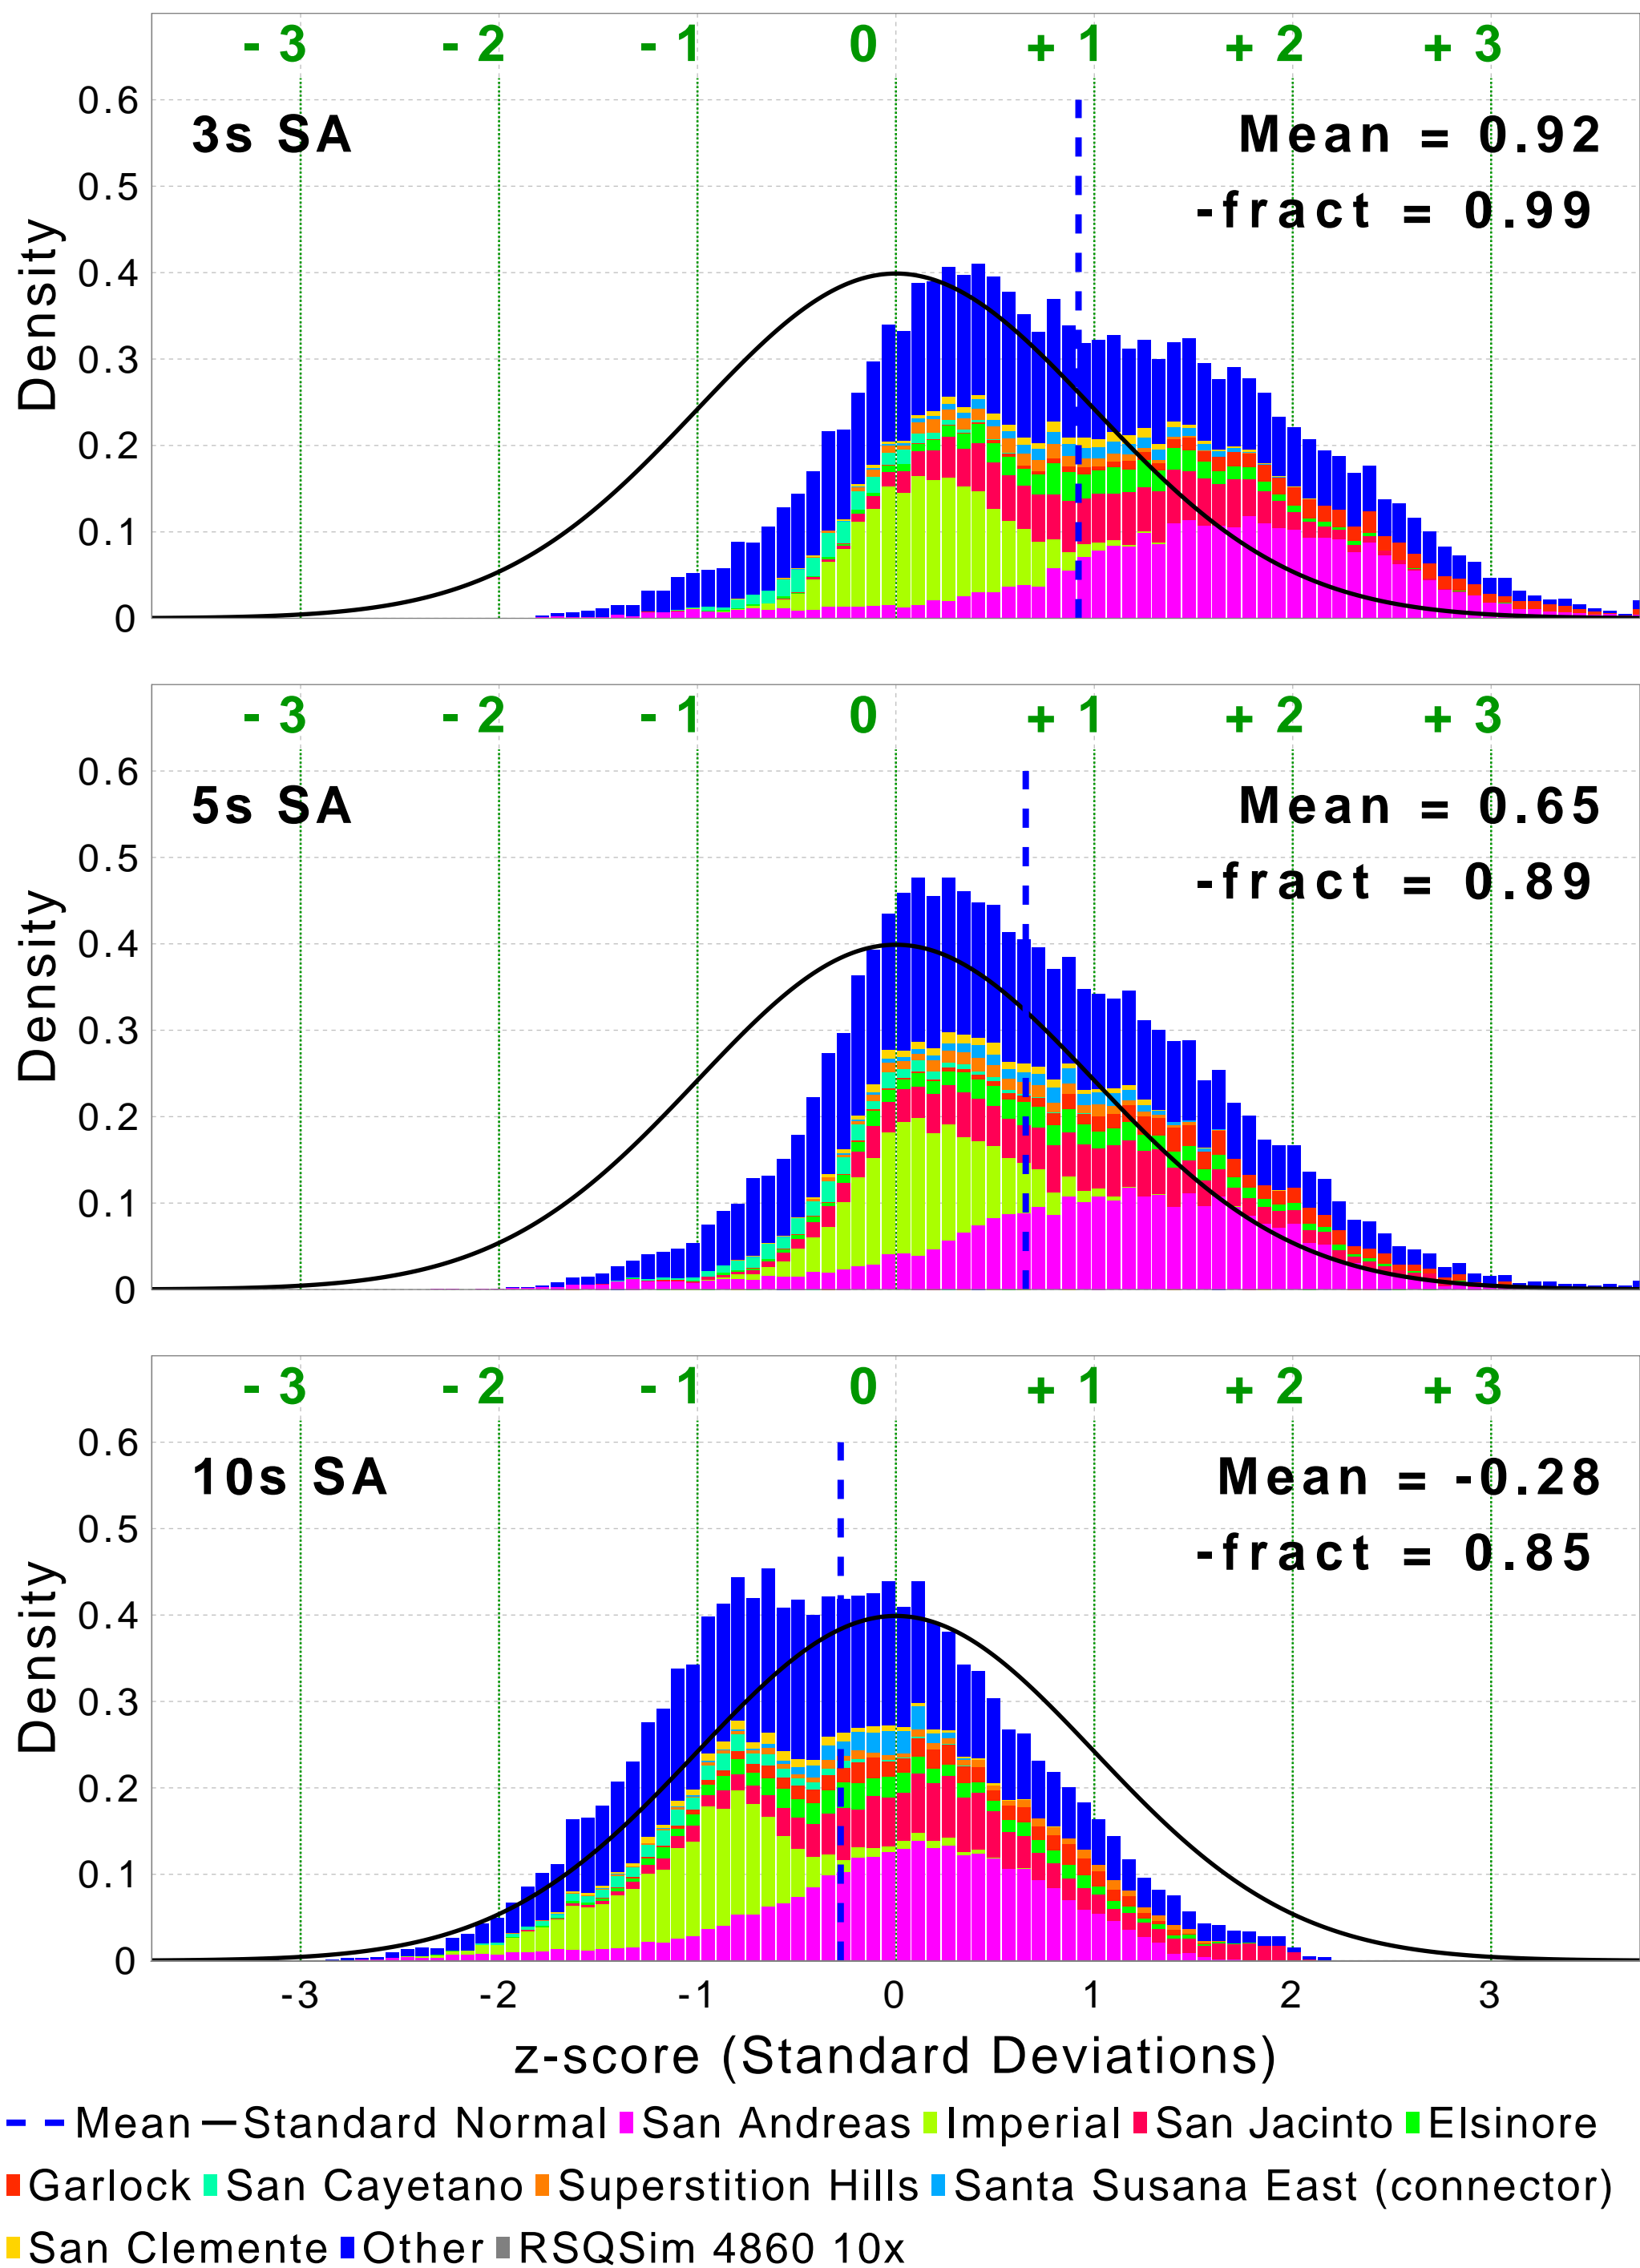 - 3 - 2 - 1 0 + 1 + 2 + 3
0.6
3s SA
Mean = 0.92
0.5
-fract = 0.99
0.4
0.3
0.2
0.1
0
Density
- 3 - 2 - 1 0 + 1 + 2 + 3
0.6
5s SA
Mean = 0.65
0.5
-fract = 0.89
0.4
0.3
0.2
0.1
0
Density
- 3 - 2 - 1 0 + 1 + 2 + 3
0.6
10s SA
Mean = -0.28
0.5
-fract = 0.85
0.4
0.3
0.2
0.1
0
Density
-3 -2 -1 0 1 2 3
z-score (Standard Deviations)
Mean Standard Normal San Andreas Imperial San Jacinto Elsinore
Garlock San Cayetano Superstition Hills Santa Susana East (connector)
San Clemente Other RSQSim 4860 10x